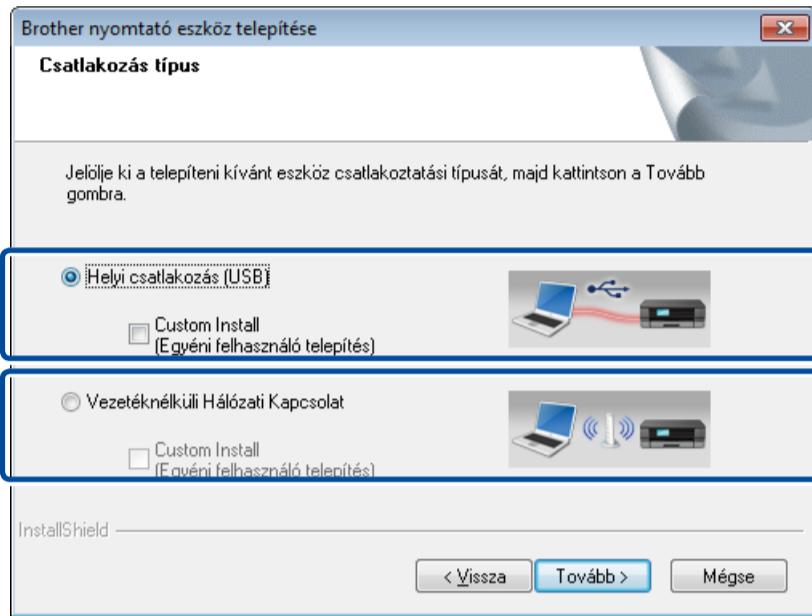 Brother nyomtató eszköz telepítése
Csatlakozás típus
Jelölje ki a telepíteni kívánt eszköz csatlakoztatási típusát, majd kattintson a Tovább
gombra.
Helyi csatlakozás (USB)
Custom Install
(Egyéni felhasználó telepítés)
Vezetéknélküli Hálózati Kapcsolat
Custom Install
(Egyéni felhasználó telepítés)
InstallShield
< Vissza
Tovább >
Mégse